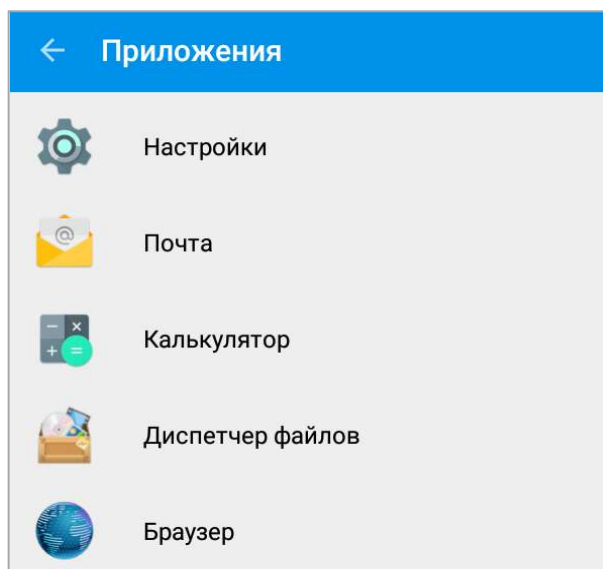 Приложения
Настройки
@
Почта
Калькулятор
Диспетчер файлов
Браузер